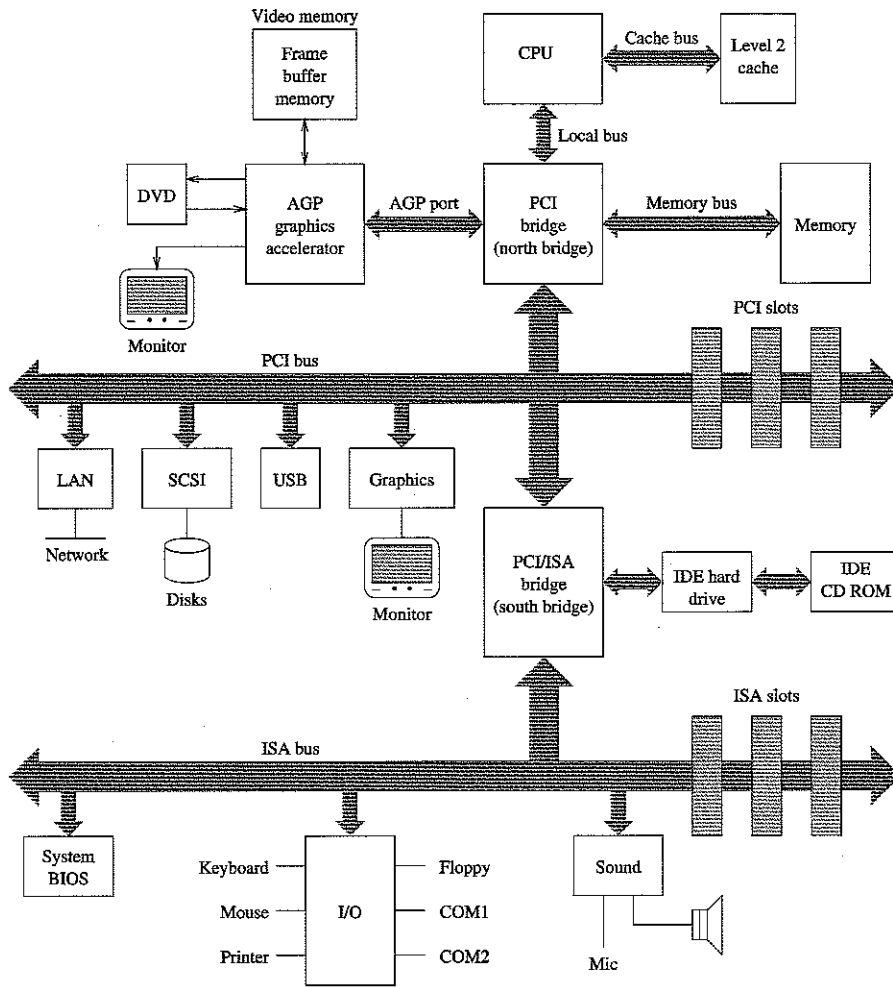 Video memory
Frame
buffer
memory
CPU
Cache bus
Level 2
cache
Local bus
DVD
AGP
graphics
accelerator
AGP port
PCI
bridge
(north bridge)
Memory bus
Memory
Monitor
PCI slots
PCI bus
LAN
SCSI
USB
Graphics
Network
Disks
Monitor
PCI/ISA
bridge
(south bridge)
IDE hard
drive
IDE
CD ROM
ISA slots
ISA bus
System
BIOS
Keyboard
Mouse
Printer
I/O
Floppy
COM1
COM2
Sound
Mic